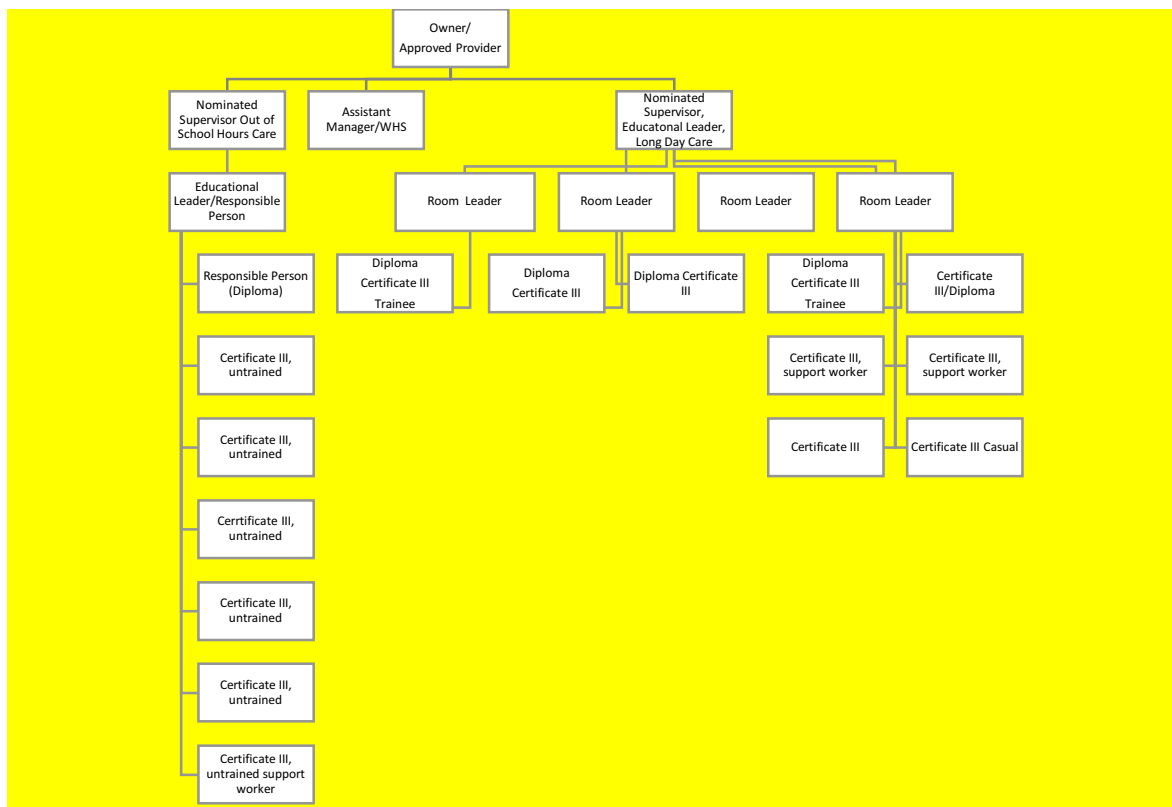 Owner/
Approved Provider
Nominated
Supervisor Out of
School Hours Care
Assistant
Manager/WHS
Nominated
Supervisor,
Educatonal Leader,
Long Day Care
Educational
Leader/Responsible
Person
Room Leader
Room Leader
Room Leader
Room Leader
Responsible Person
(Diploma)
Diploma
Certificate III
Trainee
Diploma
Certificate III
Diploma Certificate
III
Diploma
Certificate III
Trainee
Certificate
III/Diploma
Certificate III,
untrained
Certificate III,
support worker
Certificate III,
support worker
Certificate III,
untrained
Certificate III
Certificate III Casual
Cerrtificate III,
untrained
Certificate III,
untrained
Certificate III,
untrained
Certificate III,
untrained support
worker